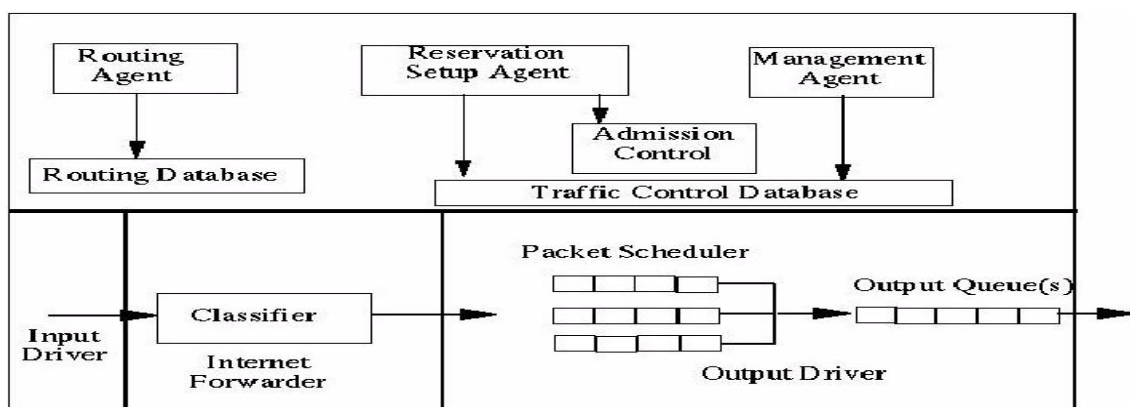 Routing
Agent
Reservation
Setup Agent
Management
Agent
Admission
Control
Routing Database
Traffic Control Database
Packet Scheduler
Output Queue(s)
Classifier
Input
Driver
Internet
Forwarder
Output Driver